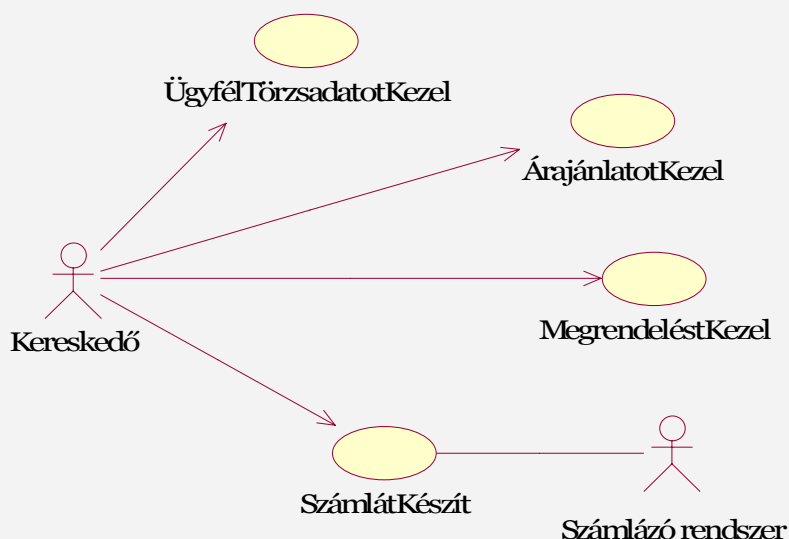 ÜgyfélTörzsadatotKezel
ÁrajánlatotKezel
MegrendeléstKezel
Kereskedő
SzámlátKészít
Számlázó rendszer